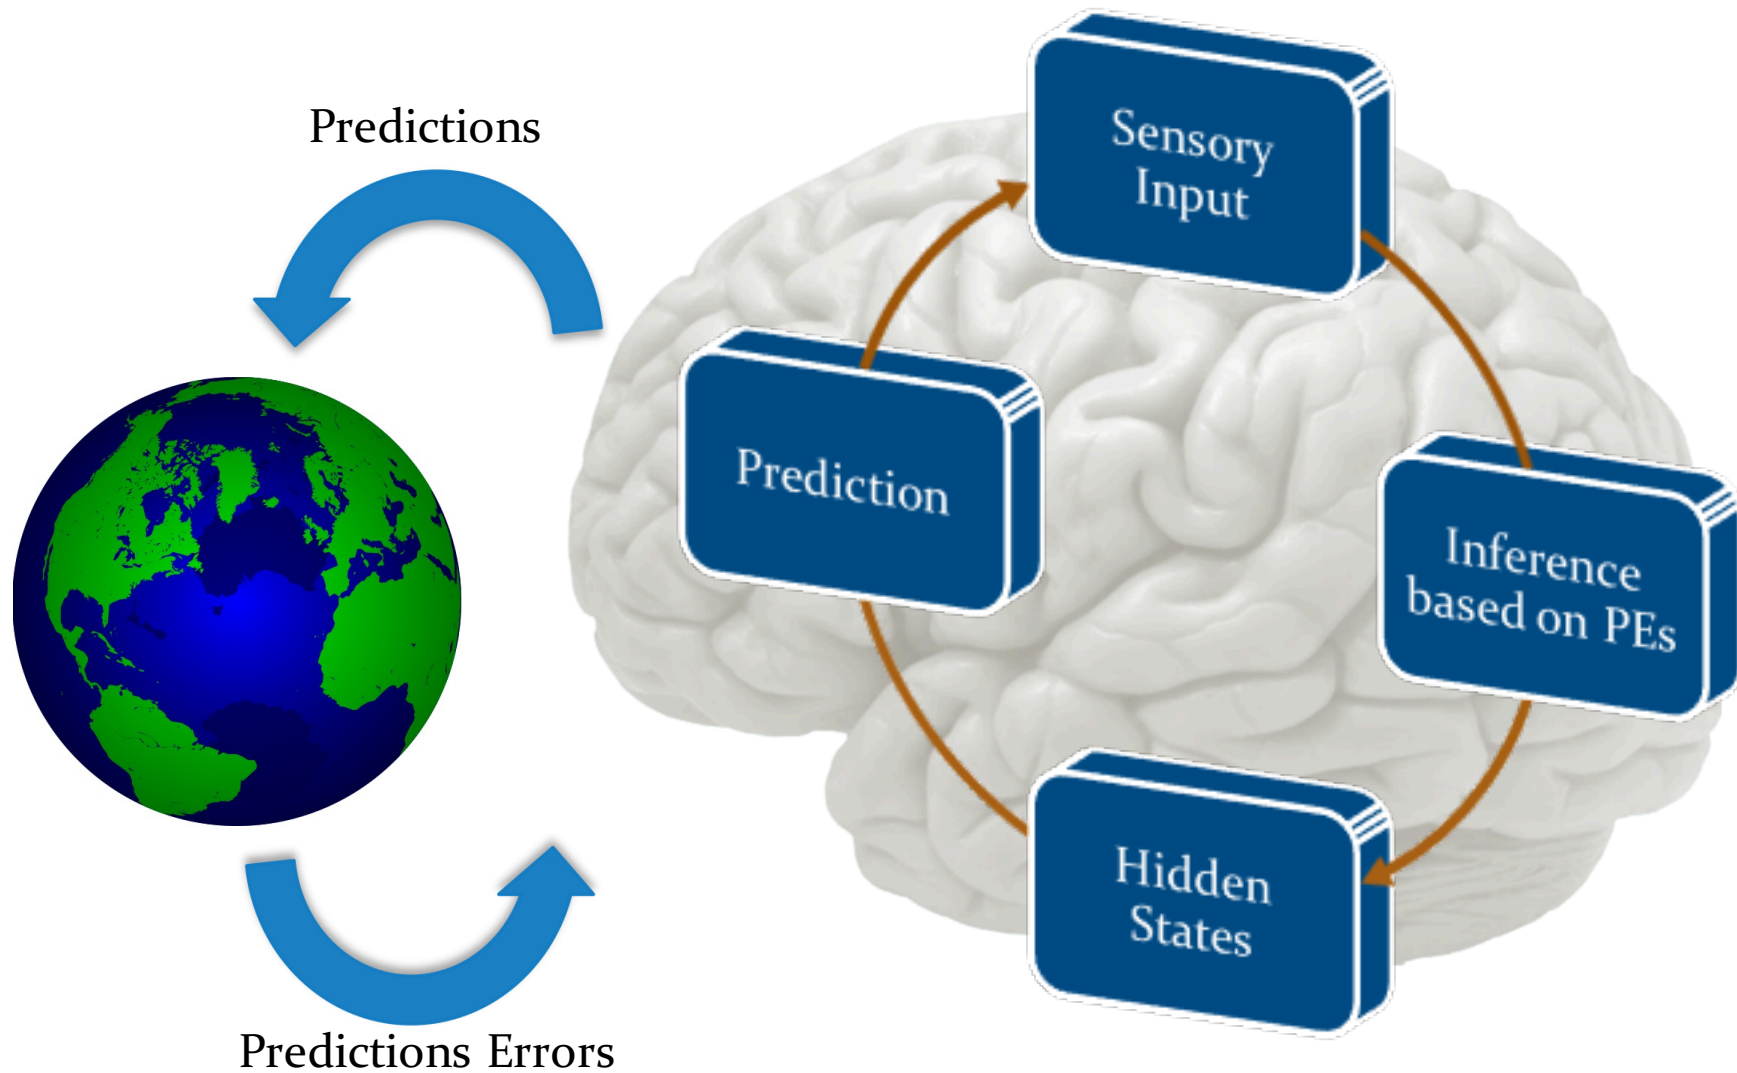 Predictions
Sensory
Input
Prediction
Inference
based on PEs
Hidden
States
Predictions Errors